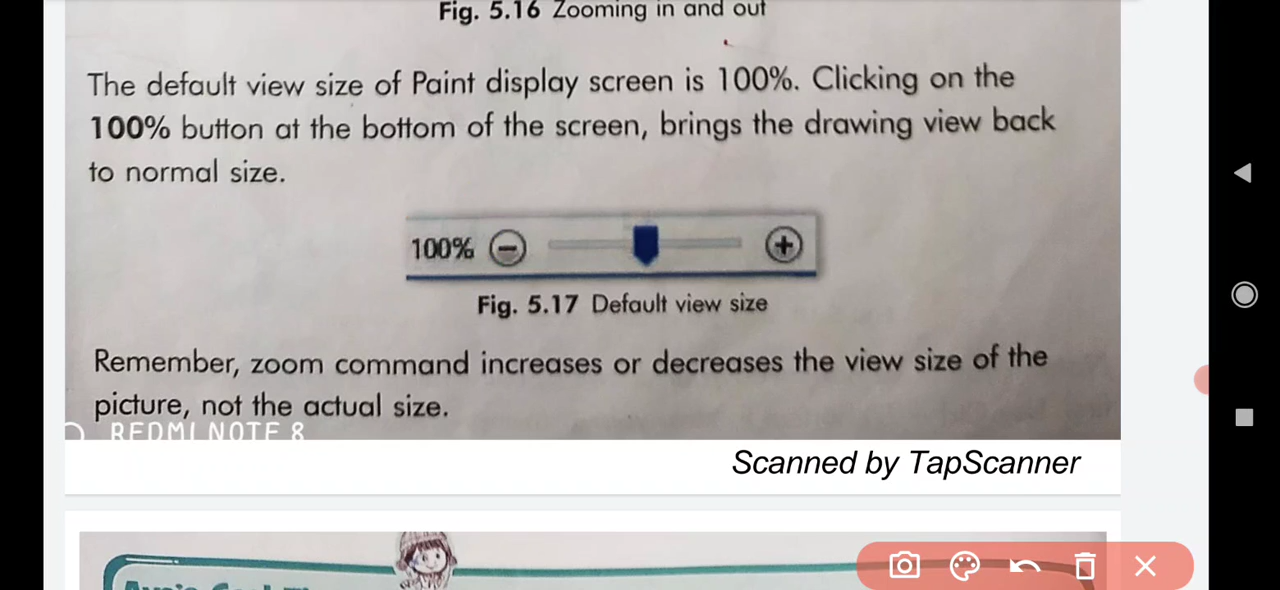 Fig. 5.16 Zooming in and out
The default view size of Paint display screen is 100%. Clicking on the
100% button at the bottom of the screen, brings the drawing view back
to normal size.
100%
Fig. 5.17 Default view size
Remember, zoom command increases or decreases the view size of the
picture, not the actual size.
REDMI NOTE 8
Scanned by TapScanner